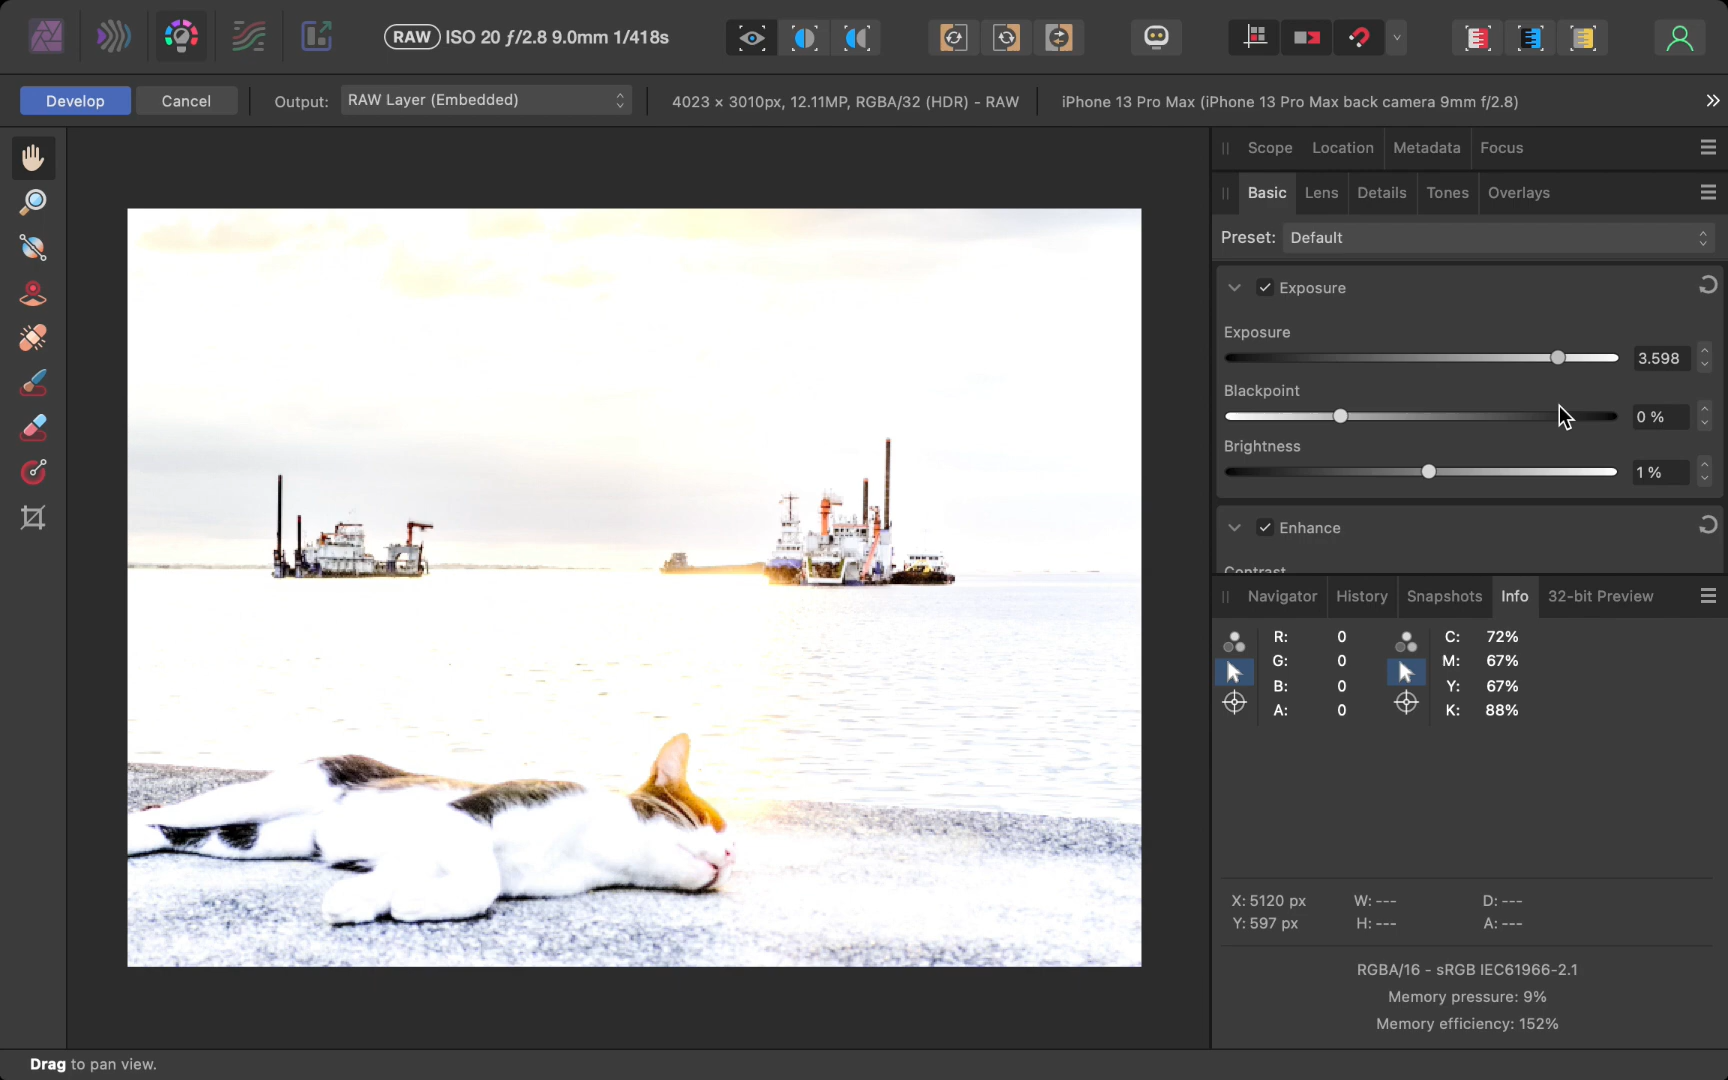 RAW ISO 20 ƒ/2.8 9.0mm 1/418s
Develop Cancel Output: RAW Layer (Embedded) 4023 × 3010px, 12.11MP, RGBA/32 (HDR) - RAW iPhone 13 Pro Max (iPhone 13 Pro Max back camera 9mm f/2.8)
Scope Location Metadata Focus
Basic Lens Details Tones Overlays
Preset: Default
Exposure
Exposure
3.598
Blackpoint
0 %
Brightness
1 %
Enhance
Contrast
Navigator History Snapshots Info 32-bit Preview
R: 0 C: 72%
G: 0 M: 67%
B: 0 Y: 67%
A: 0 K: 88%
X: 5120 px W: --- D: ---
Y: 597 px H: --- A: ---
RGBA/16 - sRGB IEC61966-2.1
Memory pressure: 9%
Memory efficiency: 152%
Drag to pan view.